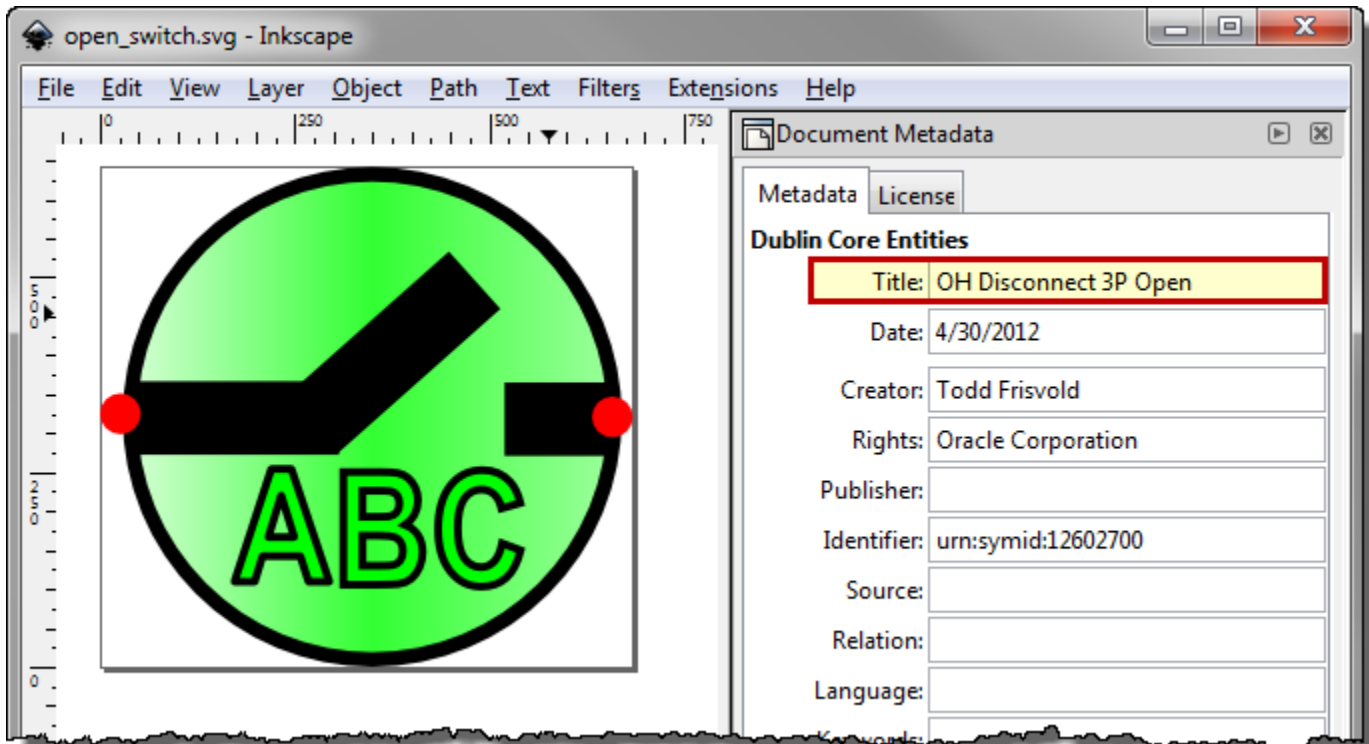 open_switch.svg - Inkscape
File Edit View Layer Object Path Text Filters Extensions Help
0 250 500 750
Document Metadata
Metadata License
Dublin Core Entities
Title: OH Disconnect 3P Open
Date: 4/30/2012
Creator: Todd Frisvold
Rights: Oracle Corporation
Publisher:
Identifier: urn:symid:12602700
Source:
Relation:
Language:
Keywords:
500
250
0
ABC